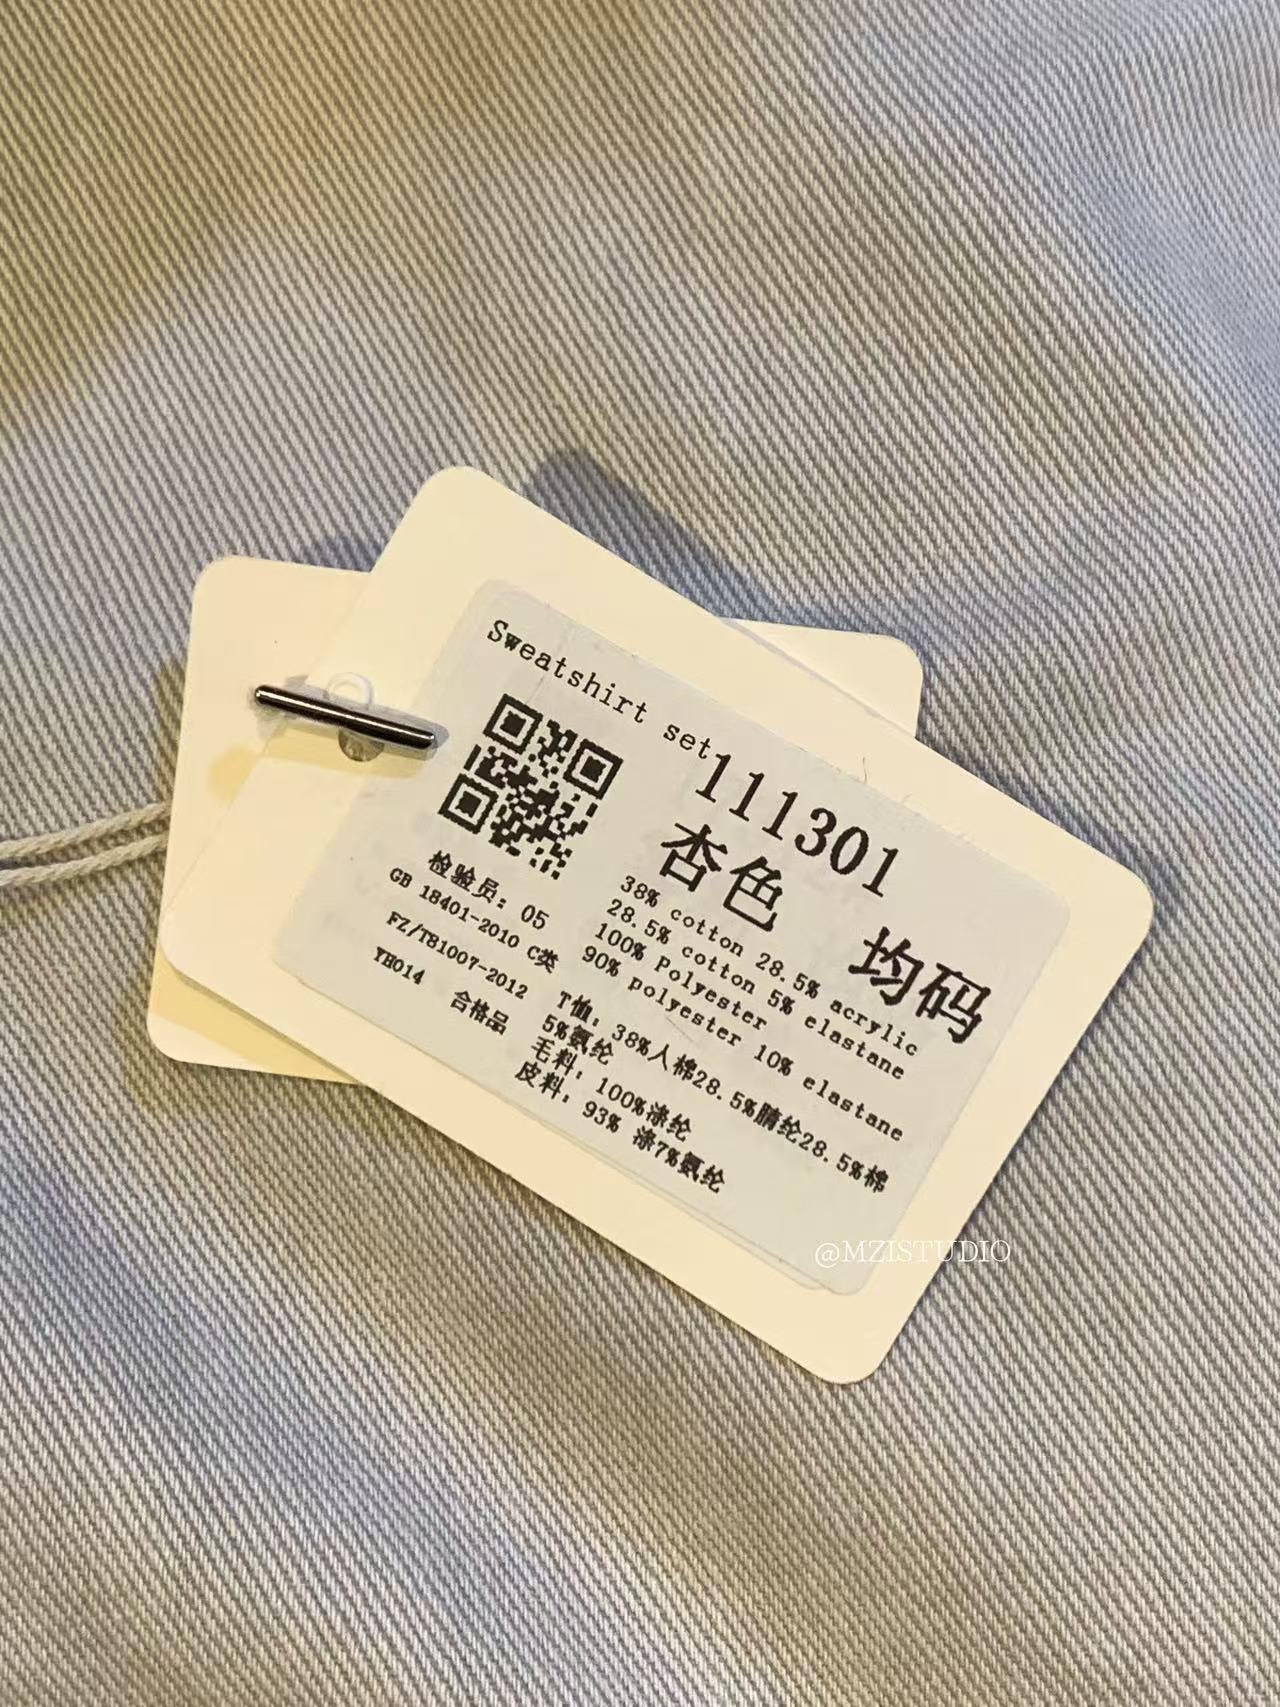 Sweatshirt set
111301
杏色 均码
检验员：05
GB 18401-2010 C类
FZ/T81007-2012
YH014 合格品
38% cotton 28.5% acrylic
28.5% cotton 5% elastane
100% Polyester
90% polyester 10% elastane
T恤：38%人棉28.5%腈纶28.5%棉
5%氨纶
毛料：100%涤纶
皮料：93% 涤7%氨纶
@MZISTUDIO